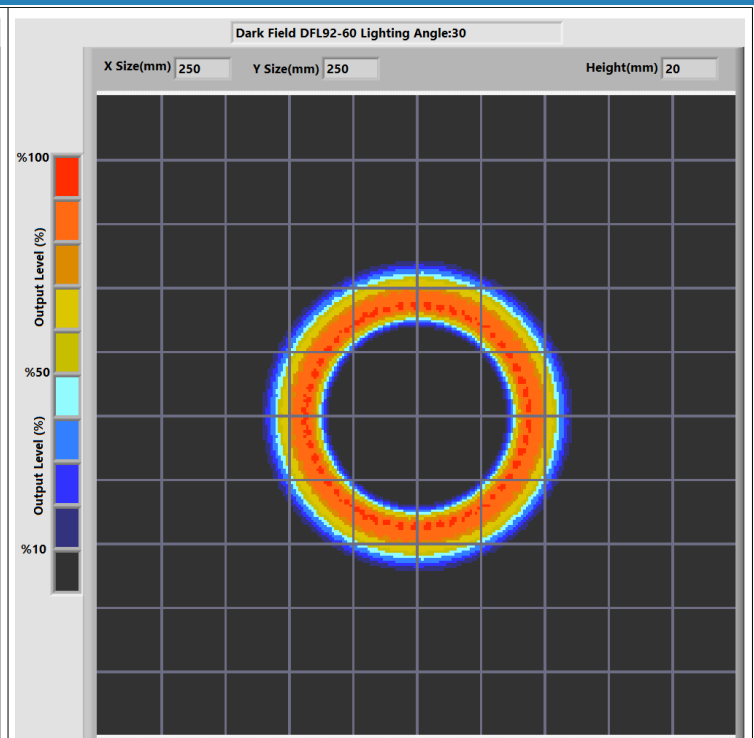 Dark Field DFL92-60 Lighting Angle:30
X Size(mm) 250 Y Size(mm) 250 Height(mm) 20
%100
Output Level (%)
%50
Output Level (%)
%10